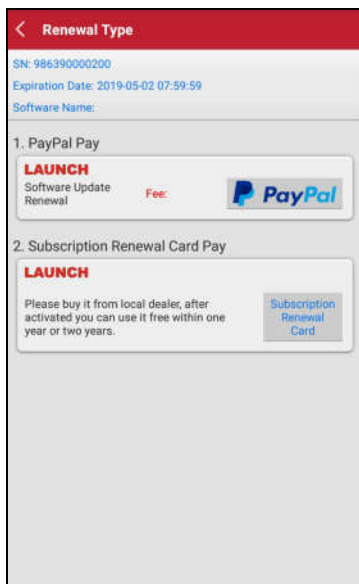 Renewal Type
SN: 986390000200
Expiration Date: 2019-05-02 07:59:59
Software Name:
1. PayPal Pay
LAUNCH
Software Update
Renewal
Fee:
PayPal
2. Subscription Renewal Card Pay
LAUNCH
Please buy it from local dealer, after
activated you can use it free within one
year or two years.
Subscription
Renewal
Card